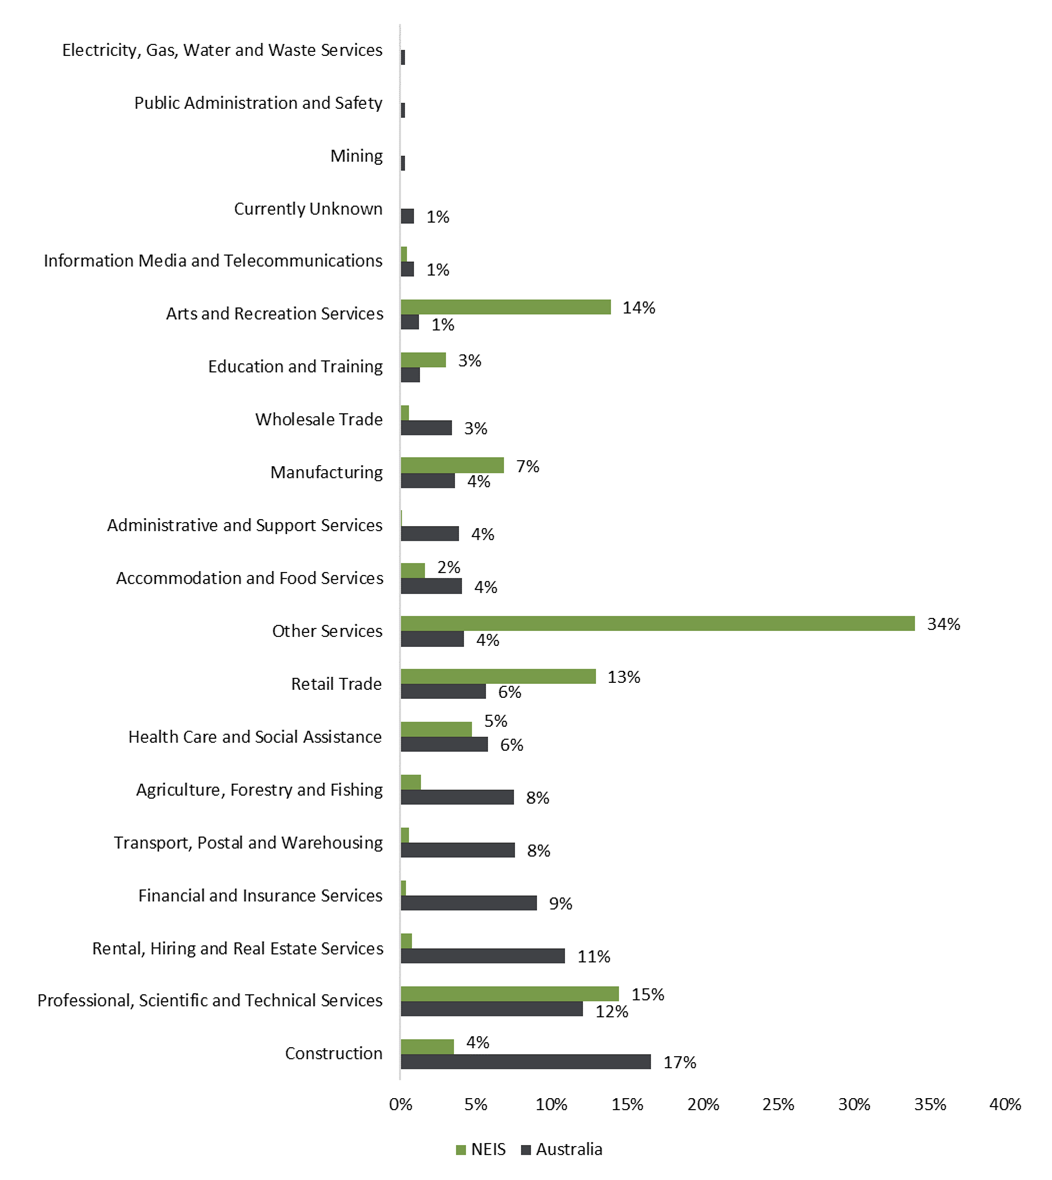 Electricity, Gas, Water and Waste Services
Public Administration and Safety
Mining
Currently Unknown
1%
Information Media and Telecommunications
1%
Arts and Recreation Services
14%
1%
Education and Training
3%
Wholesale Trade
3%
Manufacturing
7%
4%
Administrative and Support Services
4%
Accommodation and Food Services
2%
4%
Other Services
34%
4%
Retail Trade
13%
6%
Health Care and Social Assistance
5%
6%
Agriculture, Forestry and Fishing
8%
Transport, Postal and Warehousing
8%
Financial and Insurance Services
9%
Rental, Hiring and Real Estate Services
11%
Professional, Scientific and Technical Services
15%
12%
Construction
4%
17%
0% 5% 10% 15% 20% 25% 30% 35% 40%
NEIS Australia